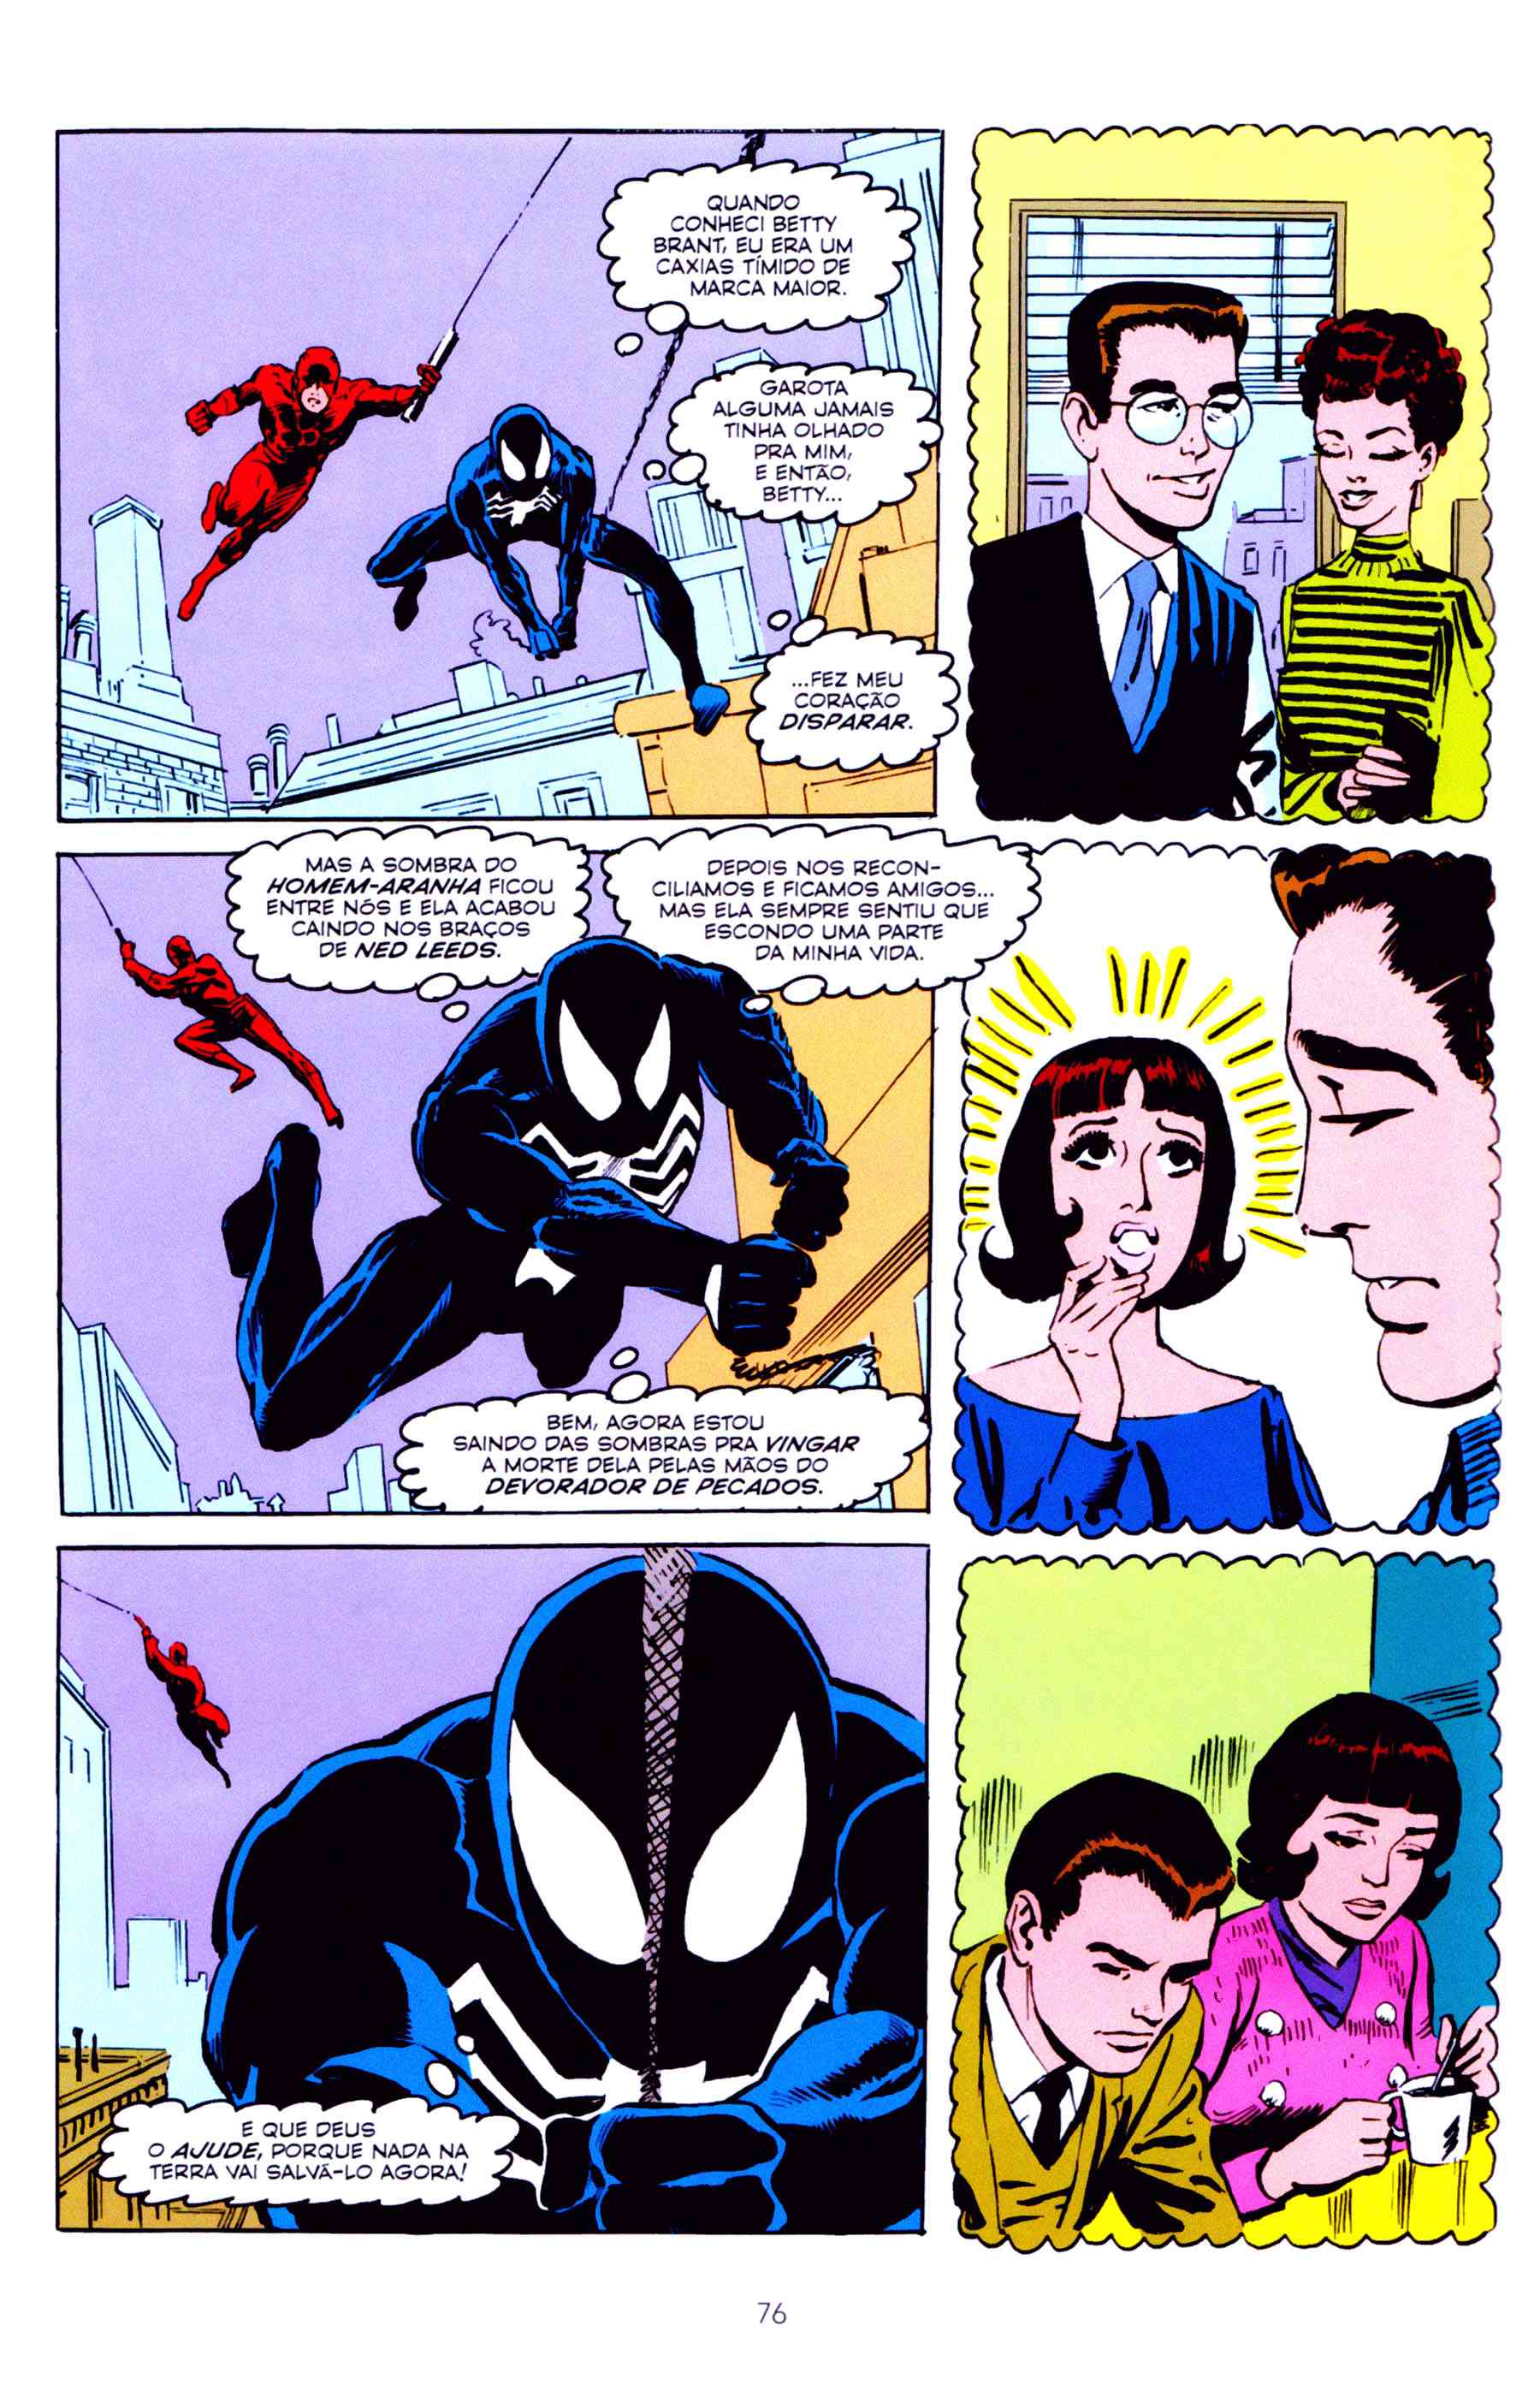 QUANDO
CONHECI BETTY
BRANT, EU ERA UM
CAXIAS TÍMIDO DE
MARCA MAIOR.
GAROTA
ALGUMA JAMAIS
TINHA OLHADO
PRA MIM,
E ENTÃO,
BETTY...
...FEZ MEU
CORAÇÃO
DISPARAR.
MAS A SOMBRA DO
HOMEM-ARANHA FICOU
ENTRE NÓS E ELA ACABOU
CAINDO NOS BRAÇOS
DE NED LEEDS.
DEPOIS NOS RECON-
CILIAMOS E FICAMOS AMIGOS...
MAS ELA SEMPRE SENTIU QUE
ESCONDO UMA PARTE
DA MINHA VIDA.
BEM, AGORA ESTOU
SAINDO DAS SOMBRAS PRA VINGAR
A MORTE DELA PELAS MÃOS DO
DEVORADOR DE PECADOS.
E QUE DEUS
O AJUDE, PORQUE NADA NA
TERRA VAI SALVÁ-LO AGORA!
76